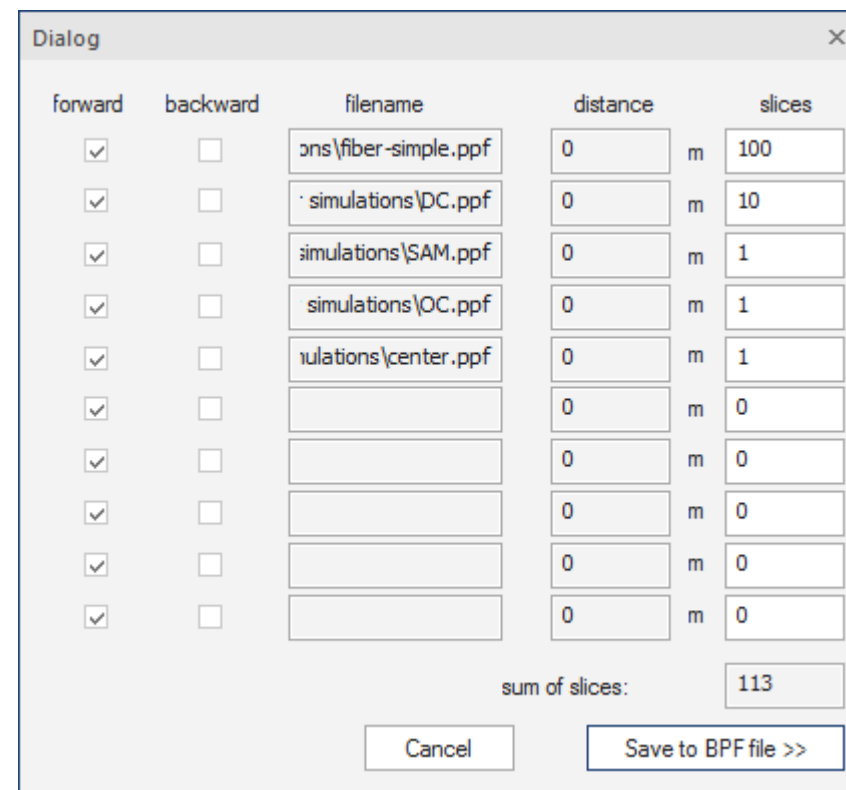 Dialog
forward backward filename distance slices
ons\fiber-simple.ppf 0 m 100
simulations\DC.ppf 0 m 10
simulations\SAM.ppf 0 m 1
simulations\OC.ppf 0 m 1
ulations\center.ppf 0 m 1
0 m 0
0 m 0
0 m 0
0 m 0
0 m 0
sum of slices: 113
Cancel Save to BPF file >>